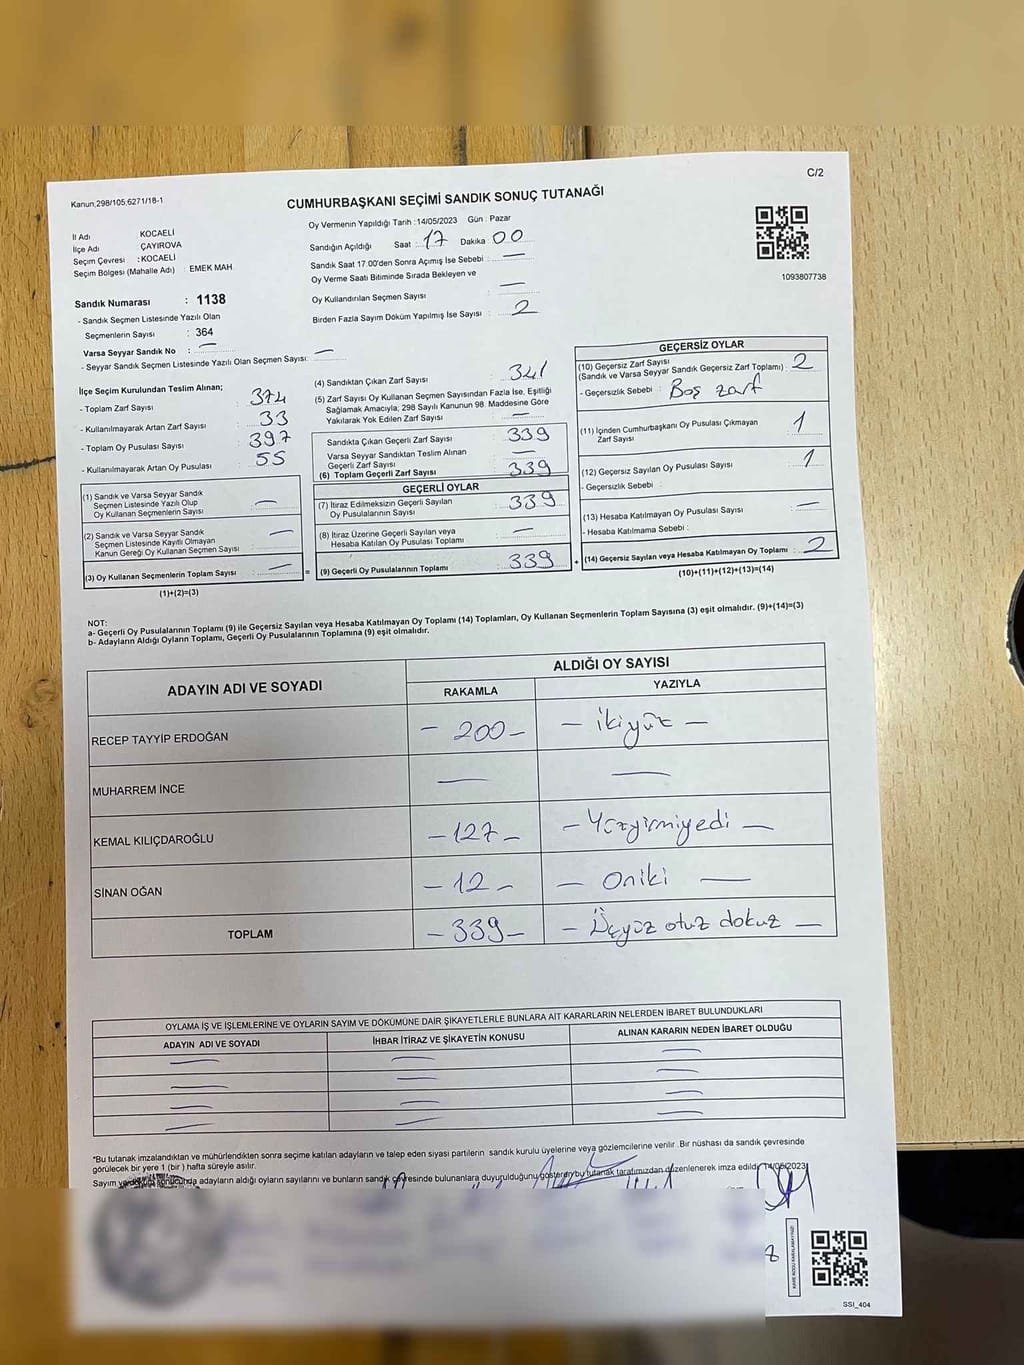 C/2
Kanun,298/105,6271/18-1
CUMHURBAŞKANI SEÇİMİ SANDIK SONUÇ TUTANAĞI
İl Adı KOCAELİ
İlçe Adı : ÇAYIROVA
Seçim Çevresi : KOCAELİ
Seçim Bölgesi (Mahalle Adı) : EMEK MAH
Sandık Numarası : 1138
- Sandık Seçmen Listesinde Yazılı Olan
Seçmenlerin Sayısı : 364
Varsa Seyyar Sandık No : —
- Seyyar Sandık Seçmen Listesinde Yazılı Olan Seçmen Sayısı: —
Oy Vermenin Yapıldığı Tarih :14/05/2023 Gün : Pazar
Sandığın Açıldığı Saat : 17 Dakika : 00
Sandık Saat 17.00'den Sonra Açımış İse Sebebi : —
Oy Verme Saati Bitiminde Sırada Bekleyen ve
Oy Kullandırılan Seçmen Sayısı : —
Birden Fazla Sayım Döküm Yapılmış İse Sayısı : 2
1093807738
İlçe Seçim Kurulundan Teslim Alınan;
- Toplam Zarf Sayısı : 374
- Kullanılmayarak Artan Zarf Sayısı : 33
- Toplam Oy Pusulası Sayısı : 397
- Kullanılmayarak Artan Oy Pusulası : 55
(1) Sandık ve Varsa Seyyar Sandık
Seçmen Listesinde Yazılı Olup
Oy Kullanan Seçmenlerin Sayısı : —
(2) Sandık ve Varsa Seyyar Sandık
Seçmen Listesinde Kayıtlı Olmayan
Kanun Gereği Oy Kullanan Seçmen Sayısı : —
(3) Oy Kullanan Seçmenlerin Toplam Sayısı : —
(1)+(2)=(3)
(4) Sandıktan Çıkan Zarf Sayısı : 341
(5) Zarf Sayısı Oy Kullanan Seçmen Sayısından Fazla İse, Eşitliği
Sağlamak Amacıyla, 298 Sayılı Kanunun 98. Maddesine Göre
Yakılarak Yok Edilen Zarf Sayısı : —
Sandıkta Çıkan Geçerli Zarf Sayısı : 339
Varsa Seyyar Sandıktan Teslim Alınan
Geçerli Zarf Sayısı : —
(6) Toplam Geçerli Zarf Sayısı : 339
GEÇERLİ OYLAR
(7) İtiraz Edilmeksizin Geçerli Sayılan
Oy Pusulalarının Sayısı : 339
(8) İtiraz Üzerine Geçerli Sayılan veya
Hesaba Katılan Oy Pusulası Toplamı : —
= (9) Geçerli Oy Pusulalarının Toplamı : 339 +
GEÇERSİZ OYLAR
(10) Geçersiz Zarf Sayısı
(Sandık ve Varsa Seyyar Sandık Geçersiz Zarf Toplamı) : 2
- Geçersizlik Sebebi : Boş zarf
(11) İçinden Cumhurbaşkanı Oy Pusulası Çıkmayan
Zarf Sayısı : 1
(12) Geçersiz Sayılan Oy Pusulası Sayısı : 1
- Geçersizlik Sebebi :
(13) Hesaba Katılmayan Oy Pusulası Sayısı : —
- Hesaba Katılmama Sebebi :
(14) Geçersiz Sayılan veya Hesaba Katılmayan Oy Toplamı : 2
(10)+(11)+(12)+(13)=(14)
NOT:
a- Geçerli Oy Pusulalarının Toplamı (9) ile Geçersiz Sayılan veya Hesaba Katılmayan Oy Toplamı (14) Toplamları, Oy Kullanan Seçmenlerin Toplam Sayısına (3) eşit olmalıdır. (9)+(14)=(3)
b- Adayların Aldığı Oyların Toplamı, Geçerli Oy Pusulalarının Toplamına (9) eşit olmalıdır.
ADAYIN ADI VE SOYADI ALDIĞI OY SAYISI
RAKAMLA YAZIYLA
RECEP TAYYİP ERDOĞAN – 200 – – ikiyüz –
MUHARREM İNCE — —
KEMAL KILIÇDAROĞLU – 127 – – Yüzyirmiyedi –
SİNAN OĞAN – 12 – – Oniki –
TOPLAM – 339 – – Üçyüz otuz dokuz –
OYLAMA İŞ VE İŞLEMLERİNE VE OYLARIN SAYIM VE DÖKÜMÜNE DAİR ŞİKAYETLERLE BUNLARA AİT KARARLARIN NELERDEN İBARET BULUNDUKLARI
ADAYIN ADI VE SOYADI İHBAR İTİRAZ VE ŞİKAYETİN KONUSU ALINAN KARARIN NEDEN İBARET OLDUĞU
— — —
— — —
— — —
— — —
*Bu tutanak imzalandıktan ve mühürlendikten sonra seçime katılan adayların ve talep eden siyasi partilerin sandık kurulu üyelerine veya gözlemcilerine verilir .Bir nüshası da sandık çevresinde
görülecek bir yere 1 (bir ) hafta süreyle asılır.
Sayım ve sonucunda adayların aldığı oyların sayılarını ve bunların sandık çevresinde bulunanlara duyurulduğunu gösteren bu tutanak tarafımızdan düzenlenerek imza edildi. 14/05/2023
8
SSI_404